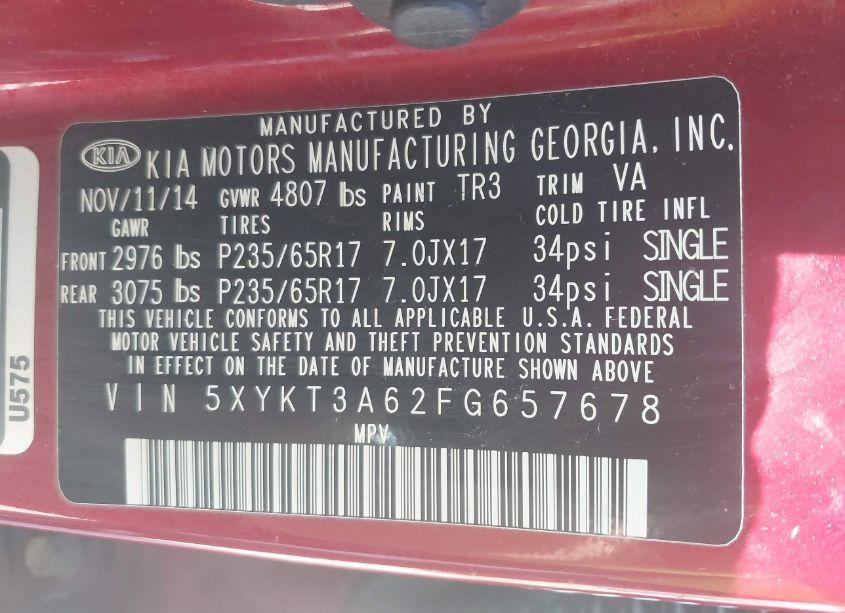 MANUFACTURED BY
KIA KIA MOTORS MANUFACTURING GEORGIA, INC.
NOV/11/14 GVWR 4807 lbs PAINT TR3 TRIM VA
GAWR TIRES RIMS COLD TIRE INFL
FRONT 2976 lbs P235/65R17 7.0JX17 34psi SINGLE
REAR 3075 lbs P235/65R17 7.0JX17 34psi SINGLE
THIS VEHICLE CONFORMS TO ALL APPLICABLE U.S.A. FEDERAL
MOTOR VEHICLE SAFETY AND THEFT PREVENTION STANDARDS
IN EFFECT ON THE DATE OF MANUFACTURE SHOWN ABOVE
VIN 5XYKT3A62FG657678
MPV
U575